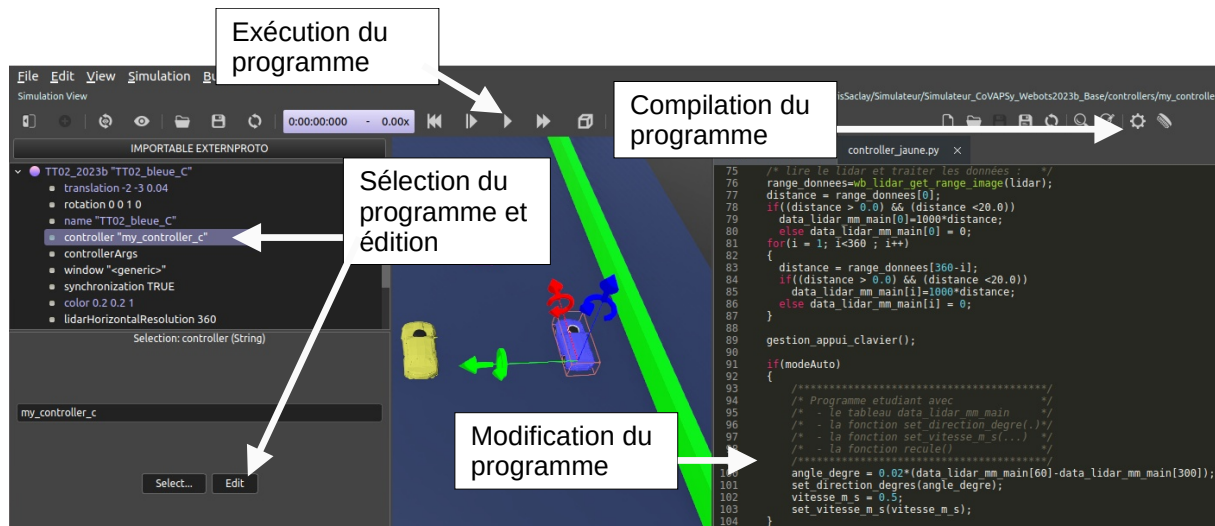 Exécution du
programme
File Edit View Simulation
Simulation View
0:00:00:000 - 0.00x
Compilation du
programme
isSaclay/Simulateur/Simulateur_CoVAPSy_Webots2023b_Base/controllers/my_controlle
IMPORTABLE EXTERNPROTO
TT02_2023b "TT02_bleue_C"
translation -2 -3 0.04
rotation 0 0 1 0
name "TT02_bleue_C"
controller "my_controller_c"
controllerArgs
window "<generic>"
synchronization TRUE
color 0.2 0.2 1
lidarHorizontalResolution 360
Selection: controller (String)
my_controller_c
Select... Edit
Sélection du
programme et
édition
Modification du
programme
controller_jaune.py ×
75 /* lire le lidar et traiter les données : */
76 range_donnees=wb_lidar_get_range_image(lidar);
77 distance = range_donnees[0];
78 if((distance > 0.0) && (distance <20.0))
79 data_lidar_mm_main[0]=1000*distance;
80 else data_lidar_mm_main[0] = 0;
81 for(i = 1; i<360 ; i++)
82 {
83 distance = range_donnees[360-i];
84 if((distance > 0.0) && (distance <20.0))
85 data_lidar_mm_main[i]=1000*distance;
86 else data_lidar_mm_main[i] = 0;
87 }
88
89 gestion_appui_clavier();
90
91 if(modeAuto)
92 {
93 /****************************************/
94 /* Programme etudiant avec */
95 /* - le tableau data_lidar_mm_main */
96 /* - la fonction set_direction_degre(.)*/
97 /* - la fonction set_vitesse_m_s(...) */
/* - la fonction recule() */
/****************************************/
100 angle_degre = 0.02*(data_lidar_mm_main[60]-data_lidar_mm_main[300]);
101 set_direction_degres(angle_degre);
102 vitesse_m_s = 0.5;
103 set_vitesse_m_s(vitesse_m_s);
104 }